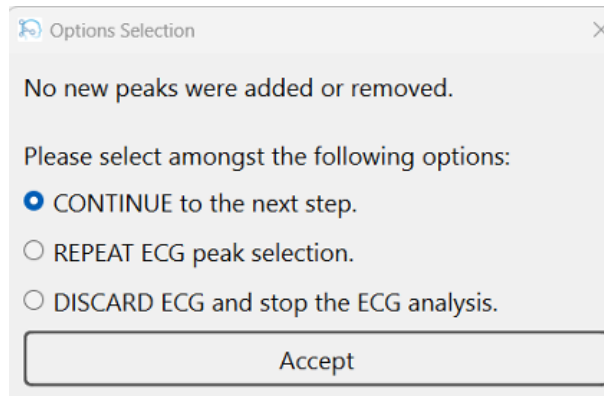 Options Selection
No new peaks were added or removed.
Please select amongst the following options:
CONTINUE to the next step.
REPEAT ECG peak selection.
DISCARD ECG and stop the ECG analysis.
Accept